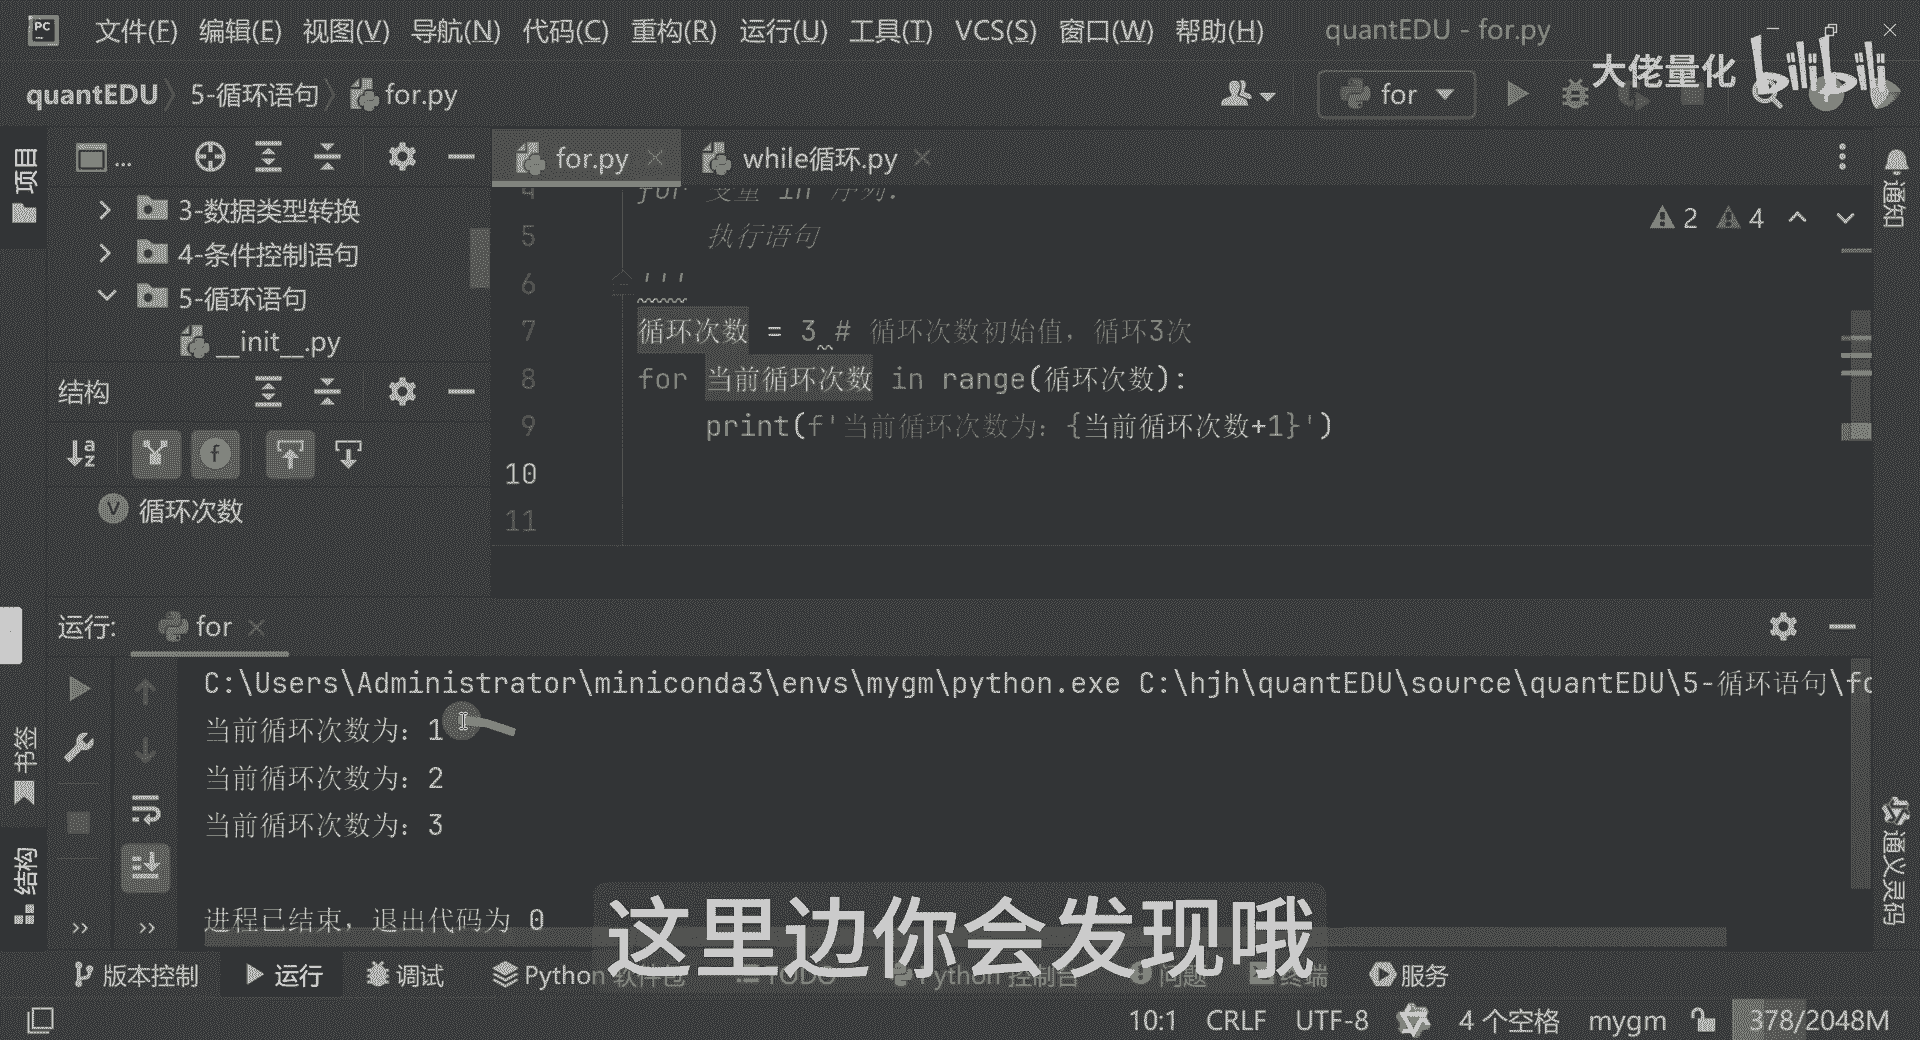 文件(F) 编辑(E) 视图(V) 导航(N) 代码(C) 重构(R) 运行(U) 工具(T) VCS(S) 窗口(W) 帮助(H) quantEDU - for.py
大佬量化 bilibili
quantEDU 5-循环语句 for.py for
项目
...
for.py
while循环.py
通知
3-数据类型转换
4-条件控制语句
5-循环语句
__init__.py
结构
循环次数
4 for 变量 in 序列:
5 执行语句
6 '''
7 循环次数 = 3 # 循环次数初始值，循环3次
8 for 当前循环次数 in range(循环次数):
9 print(f'当前循环次数为：{当前循环次数+1}')
10
11
2 4
运行: for
C:\Users\Administrator\miniconda3\envs\mygm\python.exe C:\hjh\quantEDU\source\quantEDU\5-循环语句\fo
当前循环次数为：1
当前循环次数为：2
当前循环次数为：3
进程已结束，退出代码为 0
书签
结构
通义灵码
这里边你会发现哦
版本控制 运行 调试 Python 软件包 TODO Python 控制台 问题 终端 服务
10:1 CRLF UTF-8 4 个空格 mygm 378/2048M